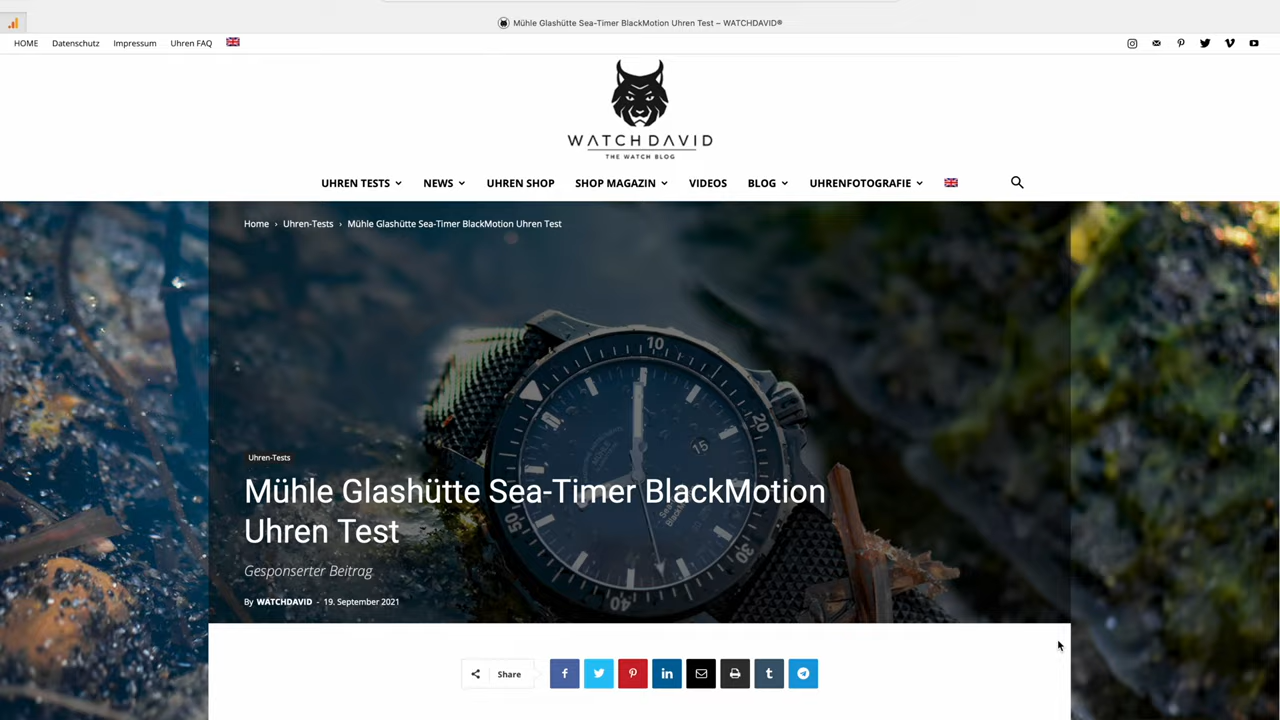 Mühle Glashütte Sea-Timer BlackMotion Uhren Test – WATCHDAVID®
HOME Datenschutz Impressum Uhren FAQ
WATCHDAVID
THE WATCH BLOG
UHREN TESTS NEWS UHREN SHOP SHOP MAGAZIN VIDEOS BLOG UHRENFOTOGRAFIE
Home › Uhren-Tests › Mühle Glashütte Sea-Timer BlackMotion Uhren Test
10
20
15
30
40
50
Uhren-Tests
Mühle Glashütte Sea-Timer BlackMotion
Uhren Test
Gesponserter Beitrag
By WATCHDAVID - 19. September 2021
Share